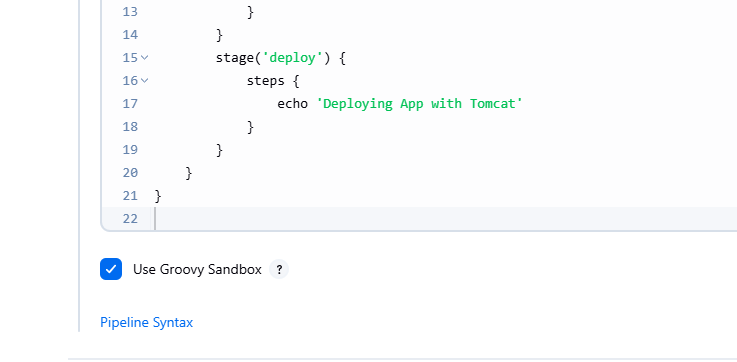 13             }
14         }
15         stage('deploy') {
16             steps {
17                 echo 'Deploying App with Tomcat'
18             }
19         }
20     }
21 }
22
Use Groovy Sandbox ?
Pipeline Syntax